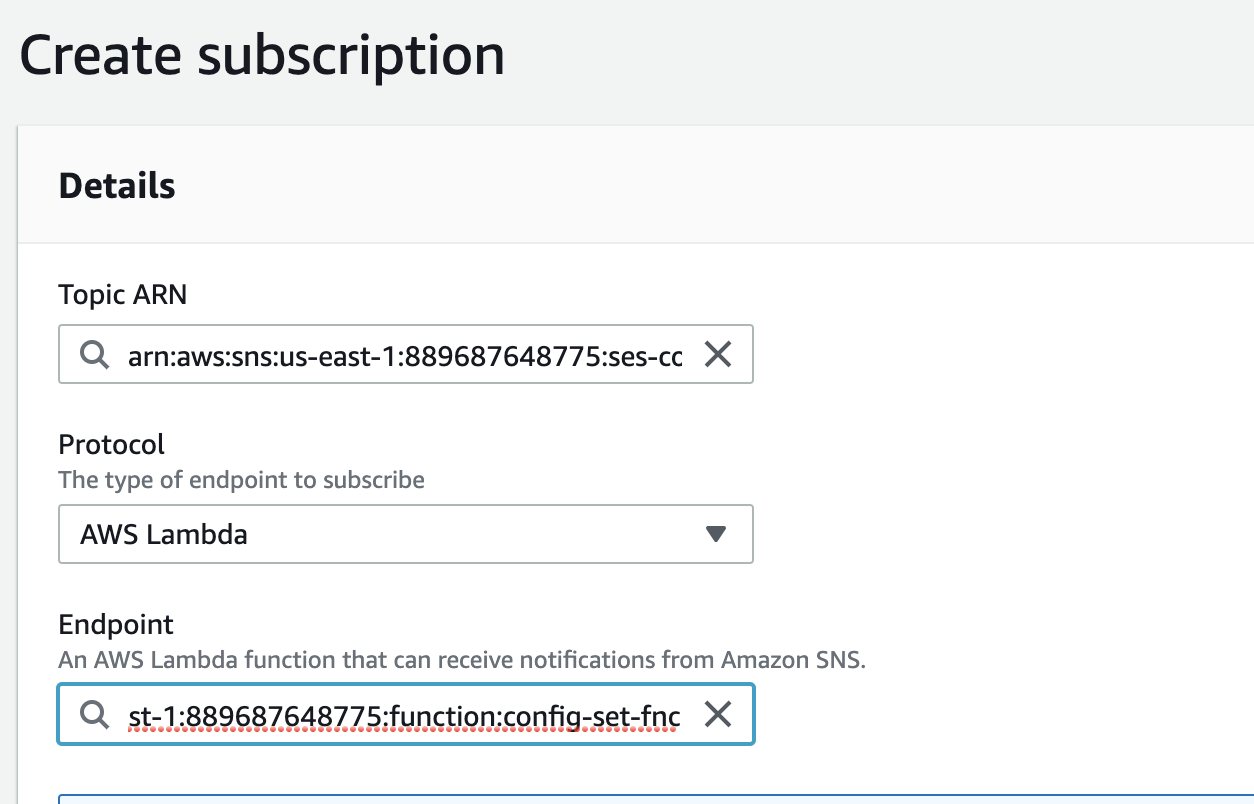 Create subscription
Details
Topic ARN
arn:aws:sns:us-east-1:889687648775:ses-cc
Protocol
The type of endpoint to subscribe
AWS Lambda
Endpoint
An AWS Lambda function that can receive notifications from Amazon SNS.
st-1:889687648775:function:config-set-fnc